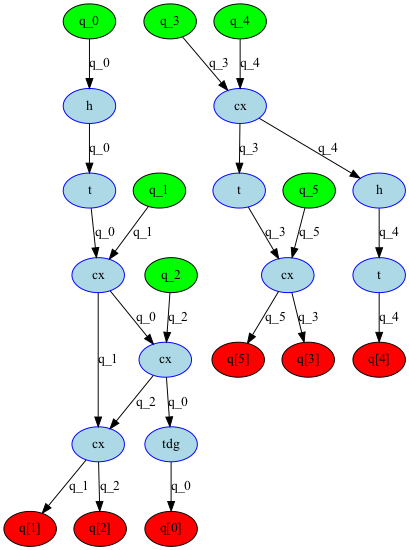 q_0 q_3 q_4
q_0 q_3 q_4
h cx
q_0 q_3 q_4
t q_1 t q_5 h
q_0 q_1 q_3 q_5 q_4
cx q_2 cx t
q_1 q_0 q_2 q_5 q_3 q_4
cx q[5] q[3] q[4]
q_2 q_0
cx tdg
q_1 q_2 q_0
q[1] q[2] q[0]